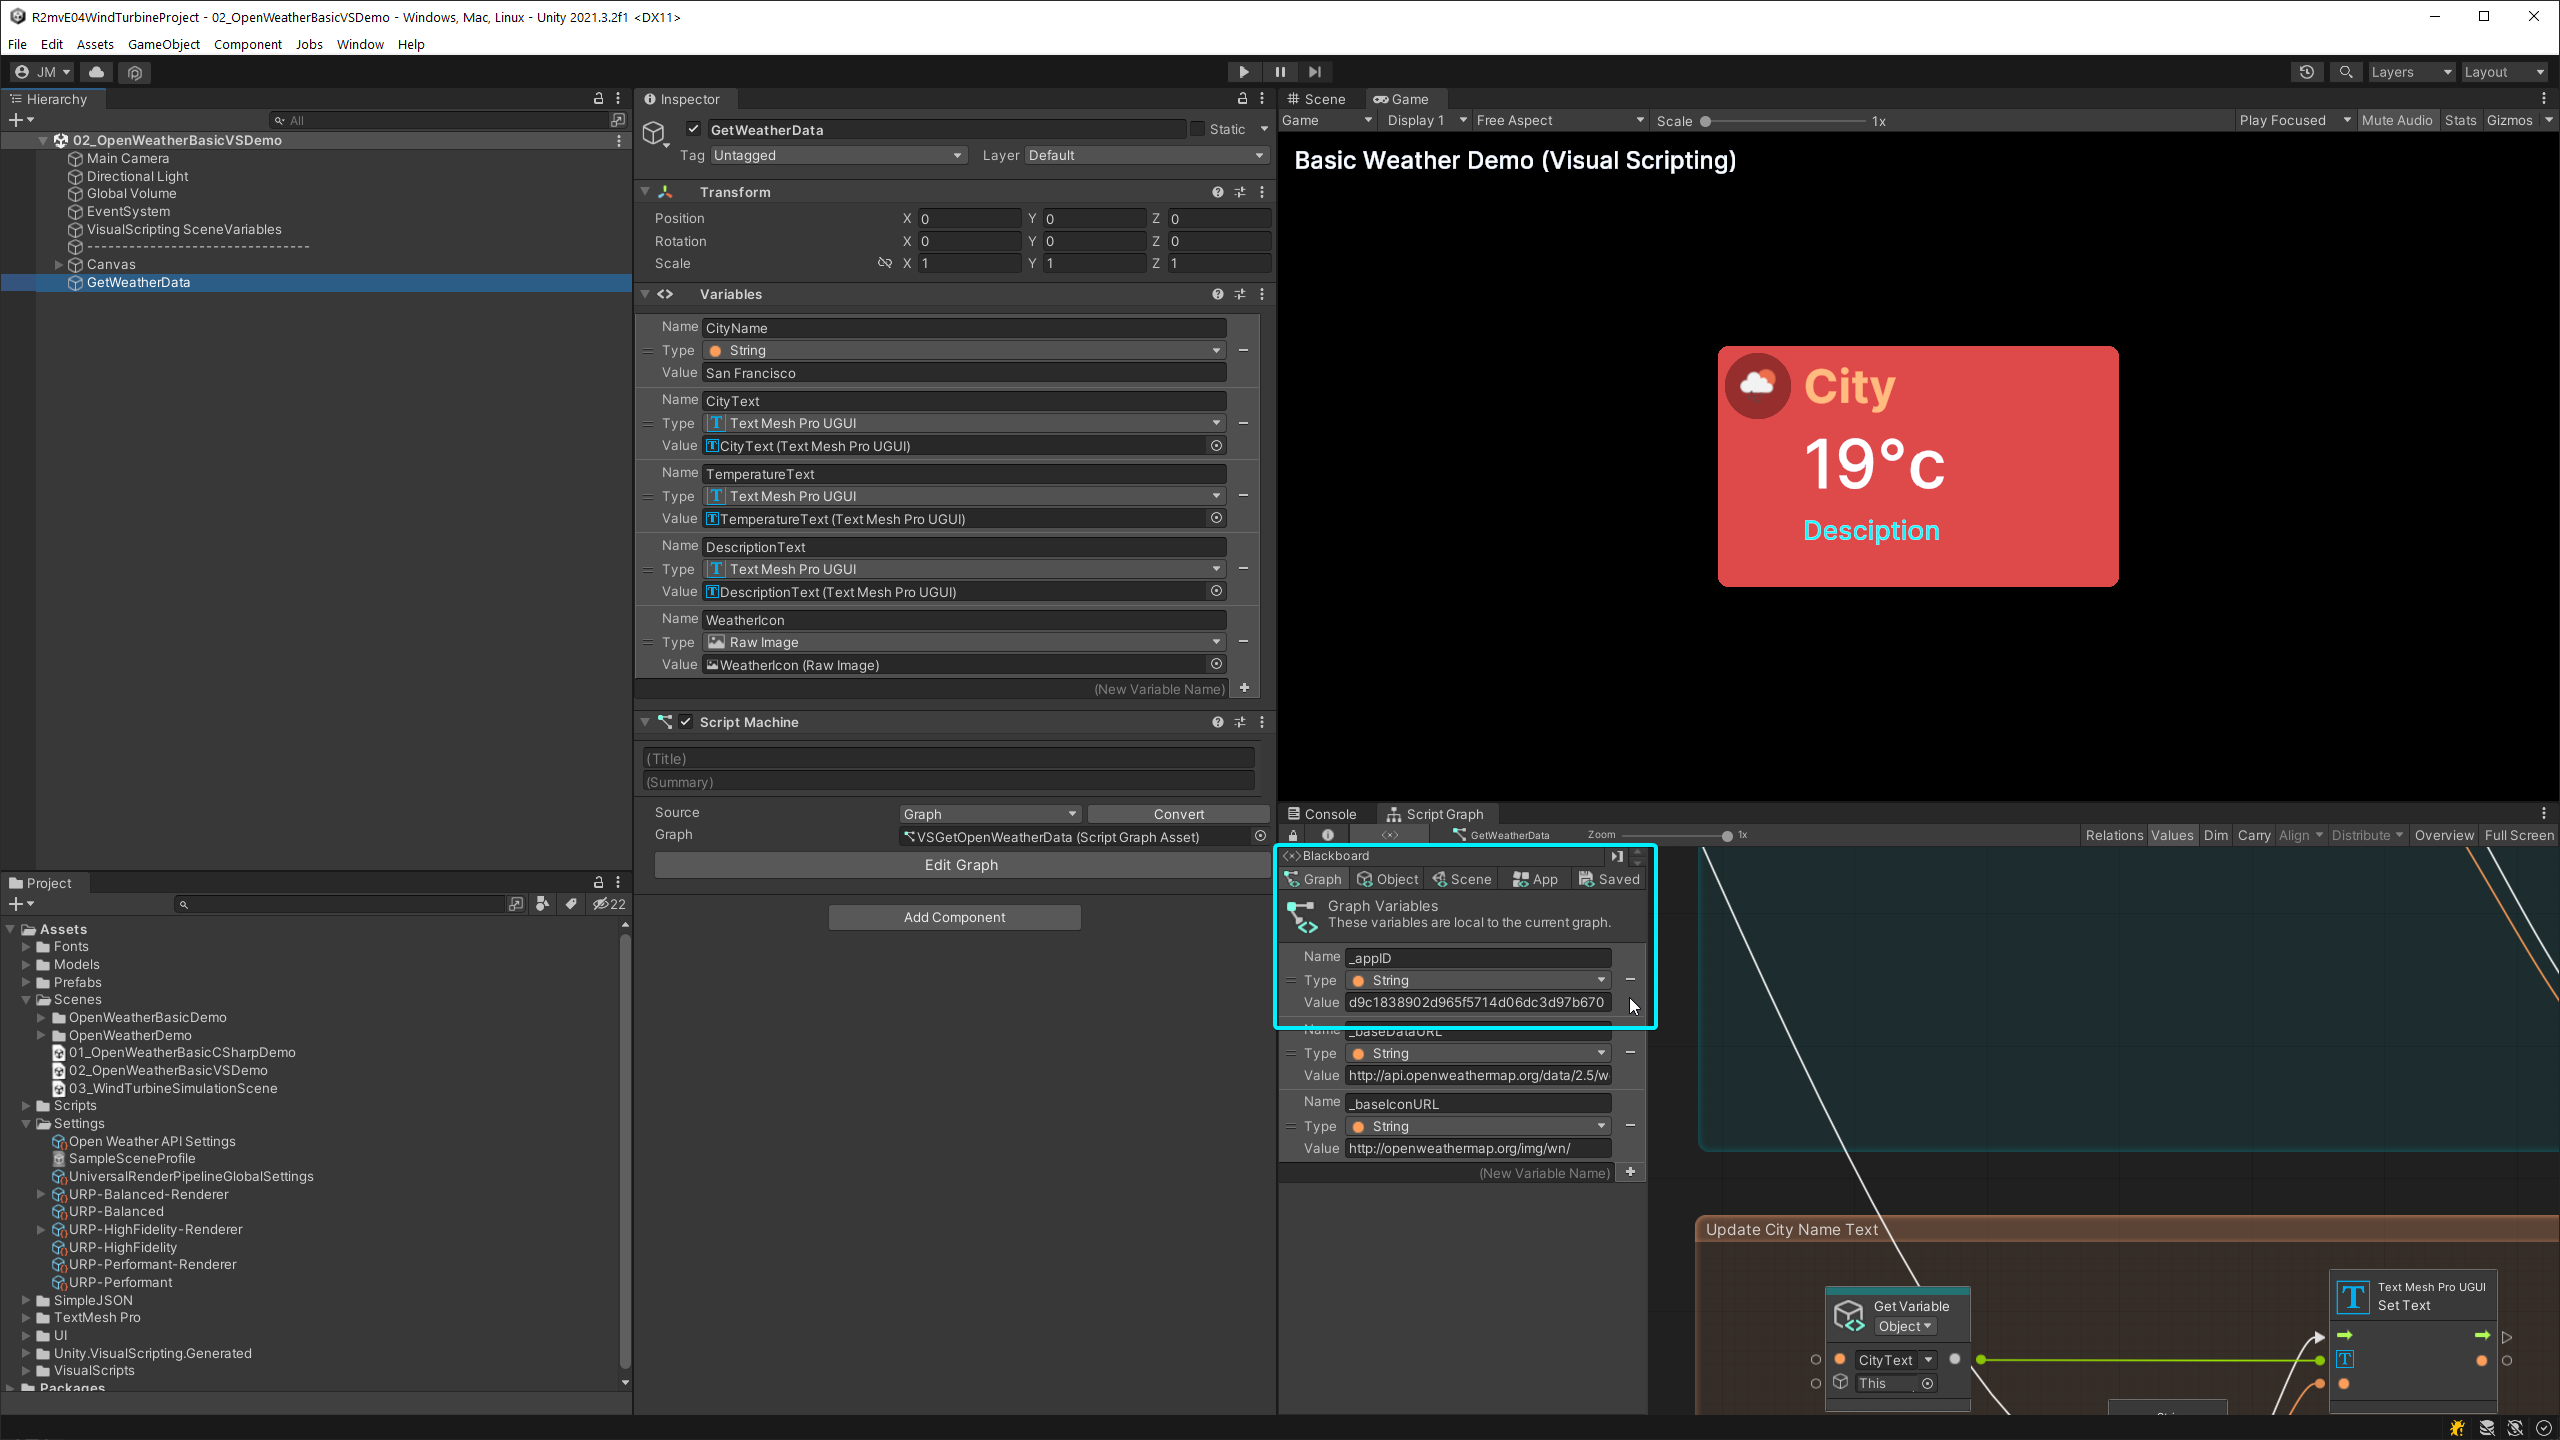 R2mvE04WindTurbineProject - 02_OpenWeatherBasicVSDemo - Windows, Mac, Linux - Unity 2021.3.2f1 <DX11>
File Edit Assets GameObject Component Jobs Window Help
JM
Layers Layout
Hierarchy
All
02_OpenWeatherBasicVSDemo
Main Camera
Directional Light
Global Volume
EventSystem
VisualScripting SceneVariables
--------------------------------
Canvas
GetWeatherData
Project
22
Assets
Fonts
Models
Prefabs
Scenes
OpenWeatherBasicDemo
OpenWeatherDemo
01_OpenWeatherBasicCSharpDemo
02_OpenWeatherBasicVSDemo
03_WindTurbineSimulationScene
Scripts
Settings
Open Weather API Settings
SampleSceneProfile
UniversalRenderPipelineGlobalSettings
URP-Balanced-Renderer
URP-Balanced
URP-HighFidelity-Renderer
URP-HighFidelity
URP-Performant-Renderer
URP-Performant
SimpleJSON
TextMesh Pro
UI
Unity.VisualScripting.Generated
VisualScripts
Packages
Inspector
GetWeatherData Static
Tag Untagged Layer Default
Transform
Position X 0 Y 0 Z 0
Rotation X 0 Y 0 Z 0
Scale X 1 Y 1 Z 1
Variables
Name CityName
Type String
Value San Francisco
Name CityText
Type Text Mesh Pro UGUI
Value CityText (Text Mesh Pro UGUI)
Name TemperatureText
Type Text Mesh Pro UGUI
Value TemperatureText (Text Mesh Pro UGUI)
Name DescriptionText
Type Text Mesh Pro UGUI
Value DescriptionText (Text Mesh Pro UGUI)
Name WeatherIcon
Type Raw Image
Value WeatherIcon (Raw Image)
(New Variable Name)
Script Machine
(Title)
(Summary)
Source Graph Convert
Graph VSGetOpenWeatherData (Script Graph Asset)
Edit Graph
Add Component
Scene Game
Game Display 1 Free Aspect Scale 1x Play Focused Mute Audio Stats Gizmos
Basic Weather Demo (Visual Scripting)
City
19°c
Desciption
Console Script Graph
GetWeatherData Zoom 1x Relations Values Dim Carry Align Distribute Overview Full Screen
Blackboard
Graph Object Scene App Saved
Graph Variables
These variables are local to the current graph.
Name _appID
Type String
Value d9c1838902d965f5714d06dc3d97b670
Name _baseDataURL
Type String
Value http://api.openweathermap.org/data/2.5/w
Name _baseIconURL
Type String
Value http://openweathermap.org/img/wn/
(New Variable Name)
Update City Name Text
Get Variable
Object
CityText
This
Text Mesh Pro UGUI
Set Text